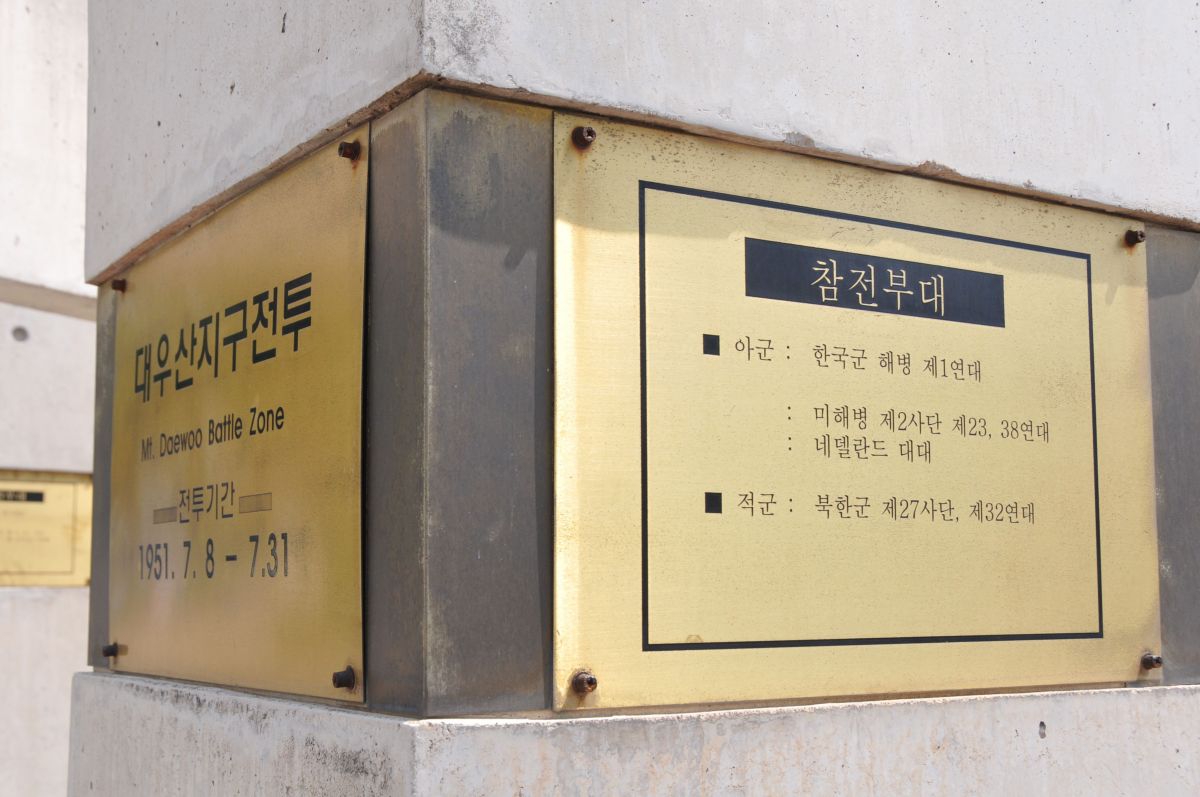 대우산지구전투
Mt. Daewoo Battle Zone
전투기간
1951. 7. 8 - 7.31
참전부대
■ 아군 : 한국군 해병 제1연대
: 미해병 제2사단 제23, 38연대
: 네델란드 대대
■ 적군 : 북한군 제27사단, 제32연대